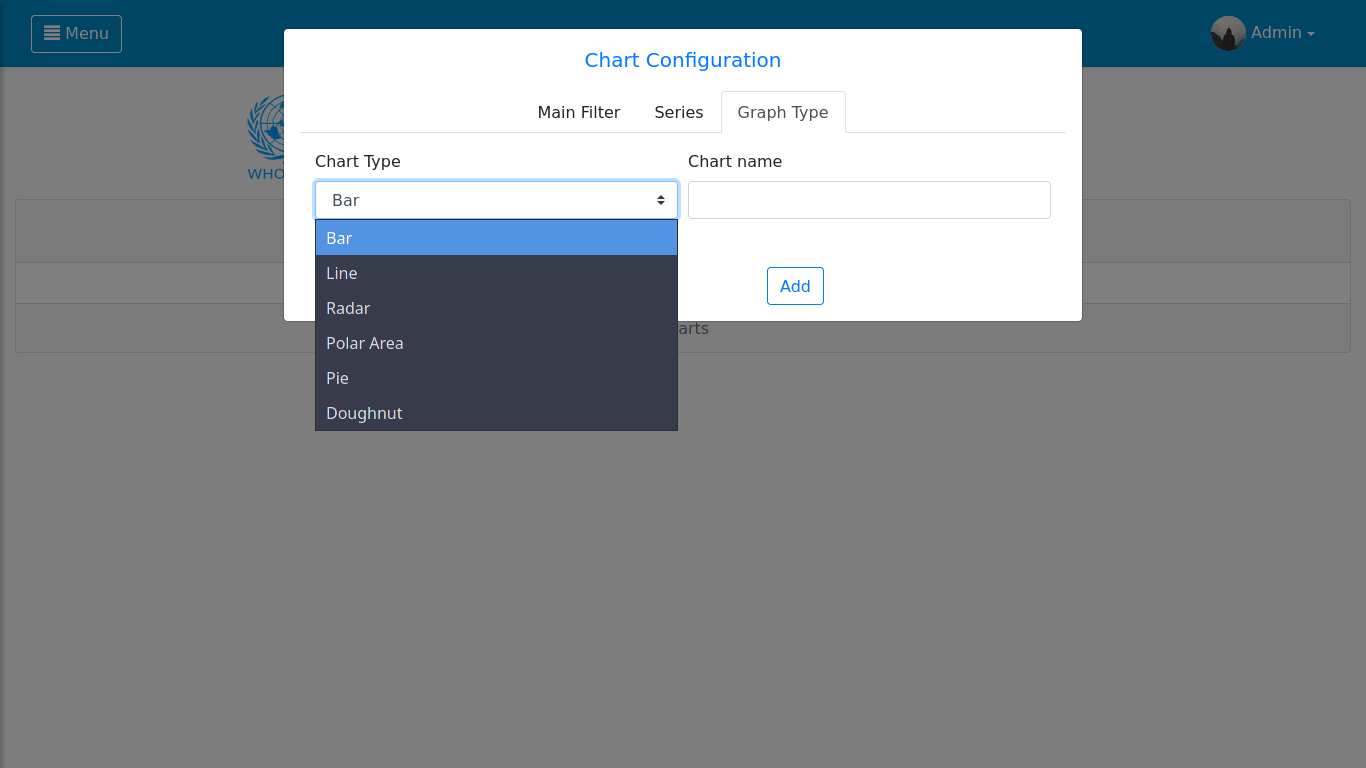 Menu
Admin
Chart Configuration
Main Filter
Series
Graph Type
Chart Type
Chart name
WHO
Bar
Bar
Line
Add
Radar
arts
Polar Area
Pie
Doughnut